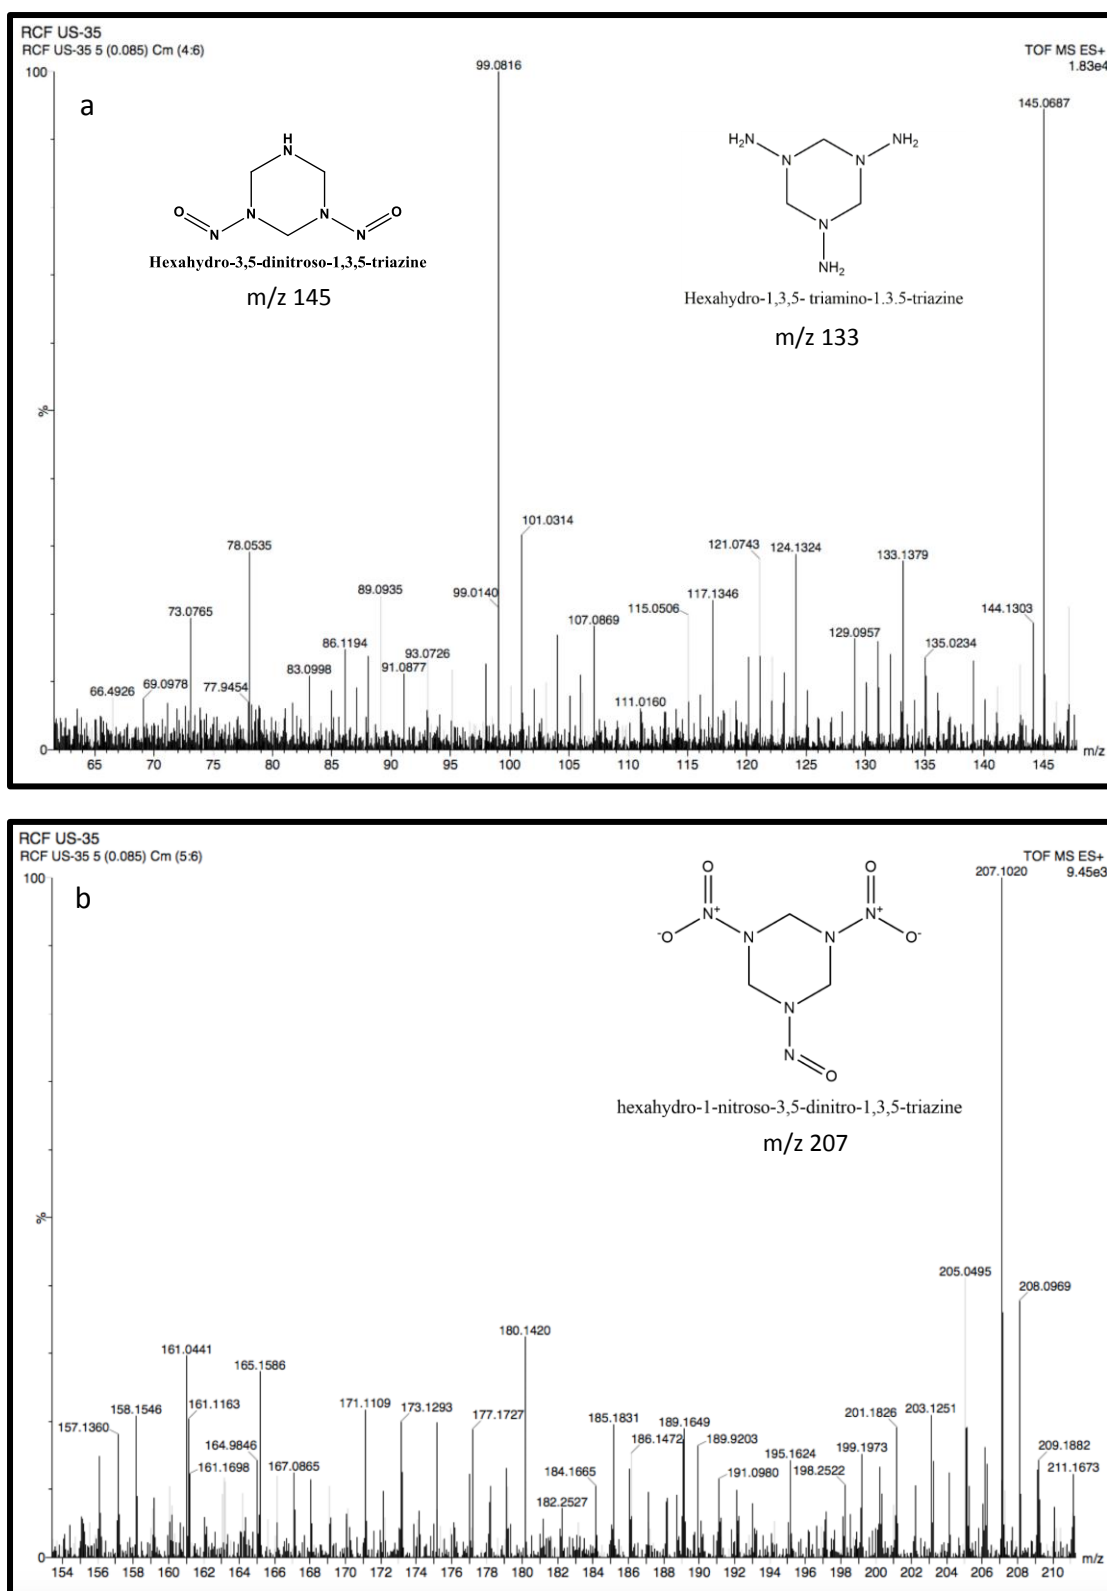 RCF US-35
RCF US-35 5 (0.085) Cm (4:6)
TOF MS ES+
1.83e4
100
a
%
0
99.0816
145.0687
H
N
N
N
N
N
O
O
Hexahydro-3,5-dinitroso-1,3,5-triazine
m/z 145
H₂N
NH₂
N
N
N
NH₂
Hexahydro-1,3,5- triamino-1.3.5-triazine
m/z 133
101.0314
78.0535
121.0743
124.1324
133.1379
89.0935
99.0140
73.0765
117.1346
115.0506
107.0869
144.1303
86.1194
93.0726
129.0957
135.0234
83.0998
91.0877
69.0978
77.9454
66.4926
111.0160
65 70 75 80 85 90 95 100 105 110 115 120 125 130 135 140 145 m/z
RCF US-35
RCF US-35 5 (0.085) Cm (5:6)
TOF MS ES+
9.45e3
100
b
%
0
207.1020
O
O
N⁺
N⁺
⁻O
O⁻
N
N
N
N
O
hexahydro-1-nitroso-3,5-dinitro-1,3,5-triazine
m/z 207
205.0495
208.0969
180.1420
161.0441
165.1586
158.1546
161.1163
171.1109
173.1293
157.1360
177.1727
185.1831
189.1649
201.1826
203.1251
164.9846
186.1472
189.9203
161.1698
167.0865
195.1624
199.1973
209.1882
184.1665
191.0980
198.2522
211.1673
182.2527
154 156 158 160 162 164 166 168 170 172 174 176 178 180 182 184 186 188 190 192 194 196 198 200 202 204 206 208 210 m/z